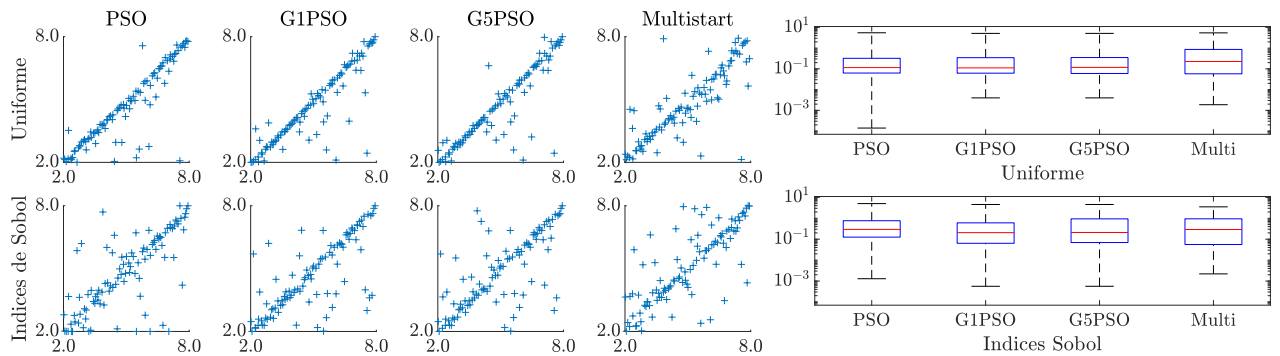 PSO G1PSO G5PSO Multistart
Uniforme
8.0 8.0 8.0 8.0
2.0 2.0 2.0 2.0
2.0 8.0 2.0 8.0 2.0 8.0 2.0 8.0
Indices de Sobol
8.0 8.0 8.0 8.0
2.0 2.0 2.0 2.0
2.0 8.0 2.0 8.0 2.0 8.0 2.0 8.0
10^1
10^-1
10^-3
PSO G1PSO G5PSO Multi
Uniforme
10^1
10^-1
10^-3
PSO G1PSO G5PSO Multi
Indices Sobol